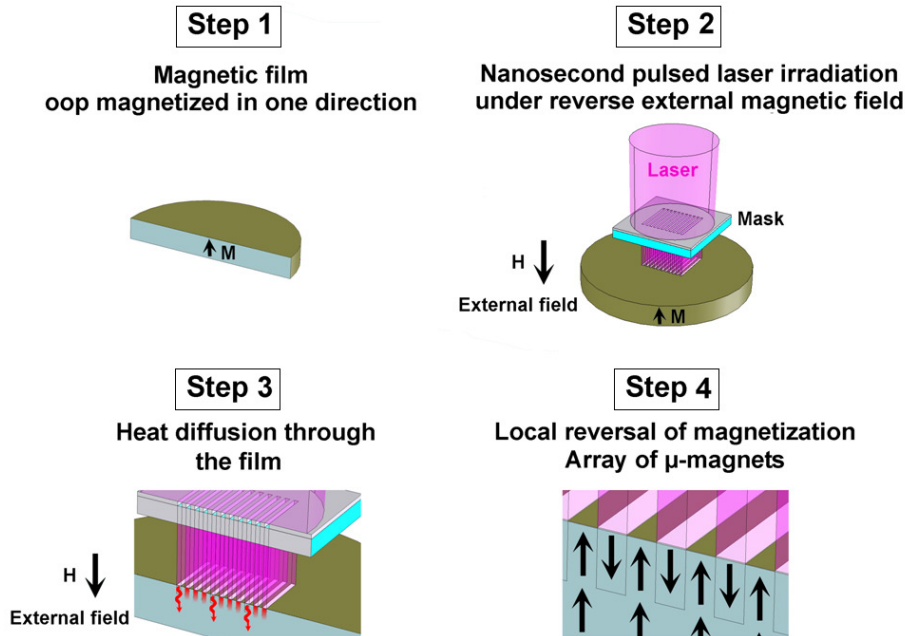 Step 1
Magnetic film
oop magnetized in one direction
M
Step 2
Nanosecond pulsed laser irradiation
under reverse external magnetic field
Laser
Mask
H
External field
M
Step 3
Heat diffusion through
the film
H
External field
Step 4
Local reversal of magnetization
Array of µ-magnets